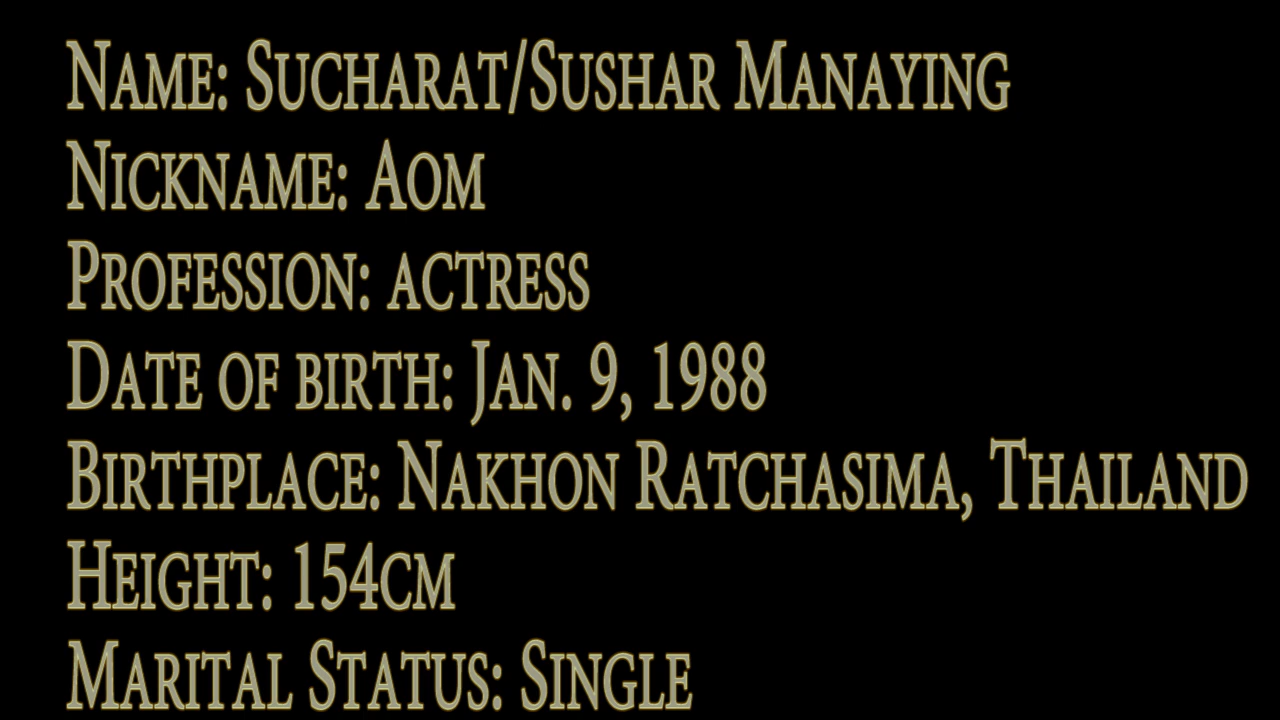 Name: Sucharat/Sushar Manaying
Nickname: Aom
Profession: actress
Date of birth: Jan. 9, 1988
Birthplace: Nakhon Ratchasima, Thailand
Height: 154cm
Marital Status: Single